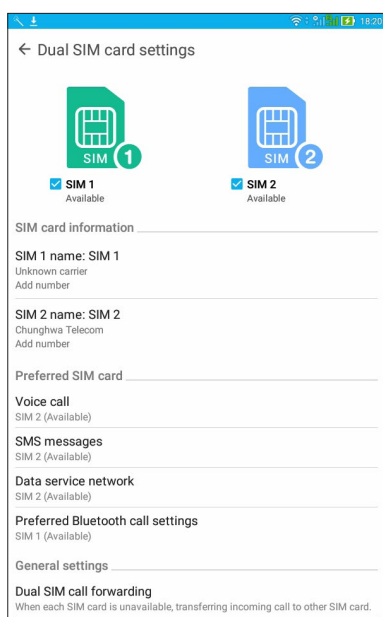 18:20
← Dual SIM card settings
SIM 1
SIM 2
SIM 1
Available
SIM 2
Available
SIM card information
SIM 1 name: SIM 1
Unknown carrier
Add number
SIM 2 name: SIM 2
Chunghwa Telecom
Add number
Preferred SIM card
Voice call
SIM 2 (Available)
SMS messages
SIM 2 (Available)
Data service network
SIM 2 (Available)
Preferred Bluetooth call settings
SIM 1 (Available)
General settings
Dual SIM call forwarding
When each SIM card is unavailable, transferring incoming call to other SIM card.